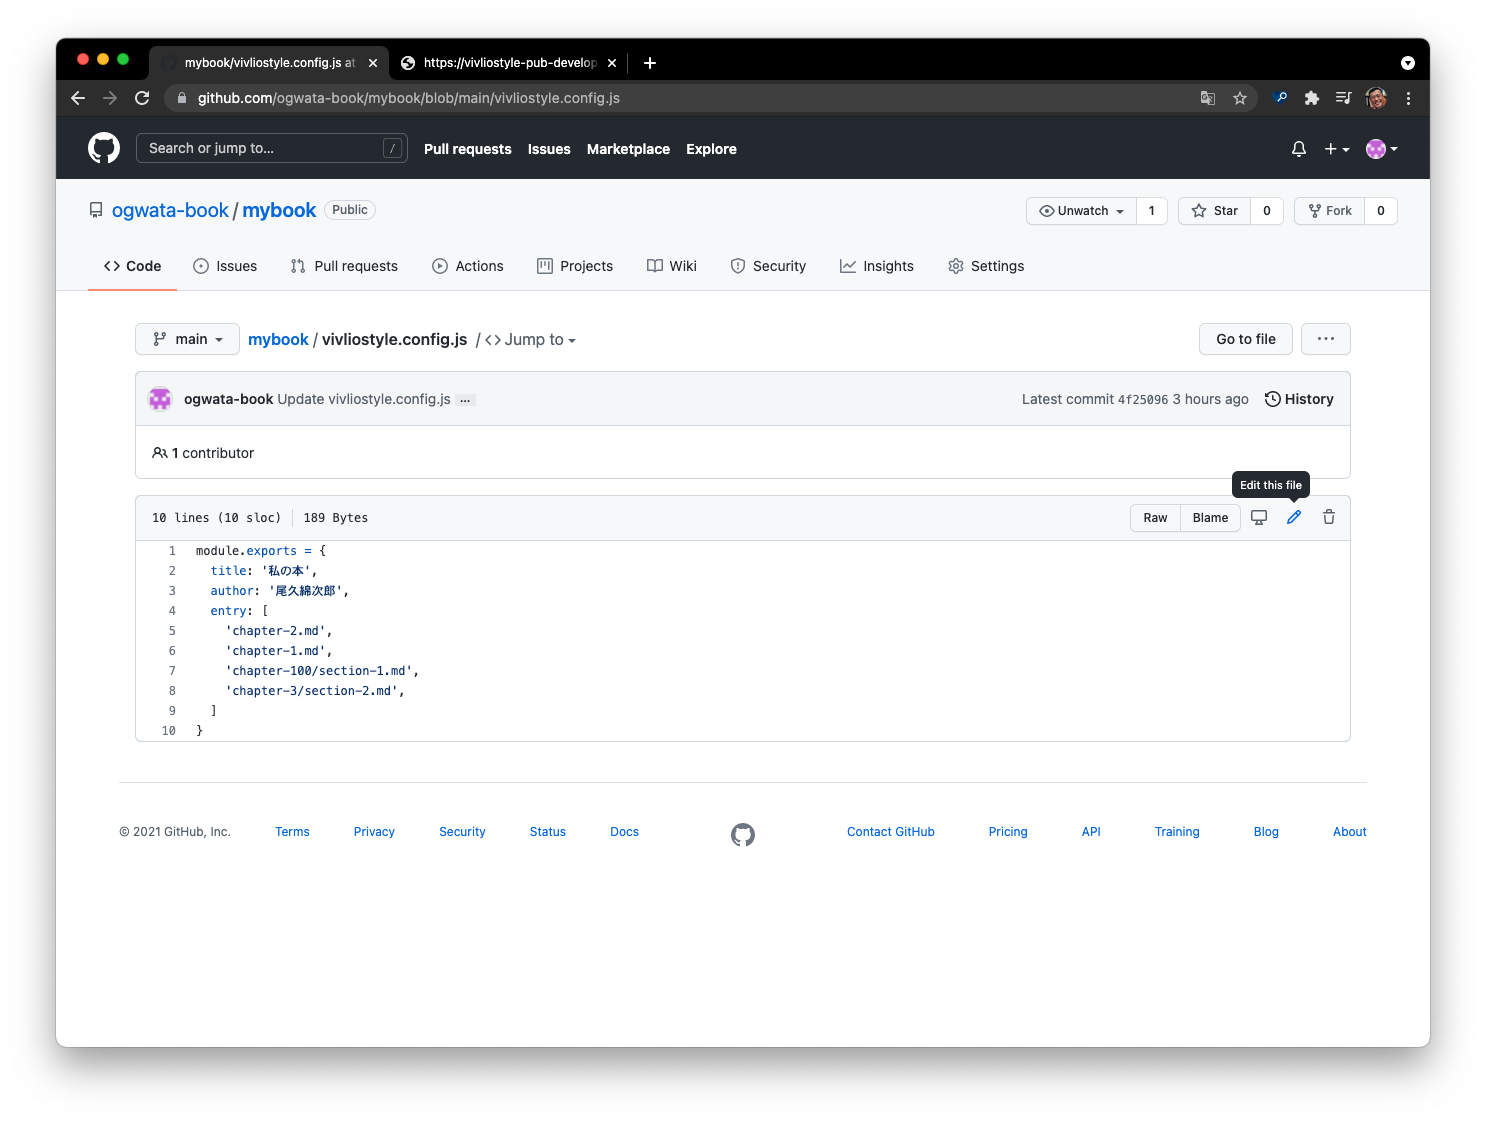 mybook/vivliostyle.config.js at
https://vivliostyle-pub-develop
github.com/ogwata-book/mybook/blob/main/vivliostyle.config.js
Search or jump to... /
Pull requests Issues Marketplace Explore
ogwata-book / mybook Public
Unwatch 1 Star 0 Fork 0
Code Issues Pull requests Actions Projects Wiki Security Insights Settings
main mybook / vivliostyle.config.js / <> Jump to
Go to file ...
ogwata-book Update vivliostyle.config.js ...
Latest commit 4f25096 3 hours ago History
1 contributor
Edit this file
10 lines (10 sloc) 189 Bytes
Raw Blame
1 module.exports = {
2 title: '私の本',
3 author: '尾久綿次郎',
4 entry: [
5 'chapter-2.md',
6 'chapter-1.md',
7 'chapter-100/section-1.md',
8 'chapter-3/section-2.md',
9 ]
10 }
© 2021 GitHub, Inc. Terms Privacy Security Status Docs Contact GitHub Pricing API Training Blog About